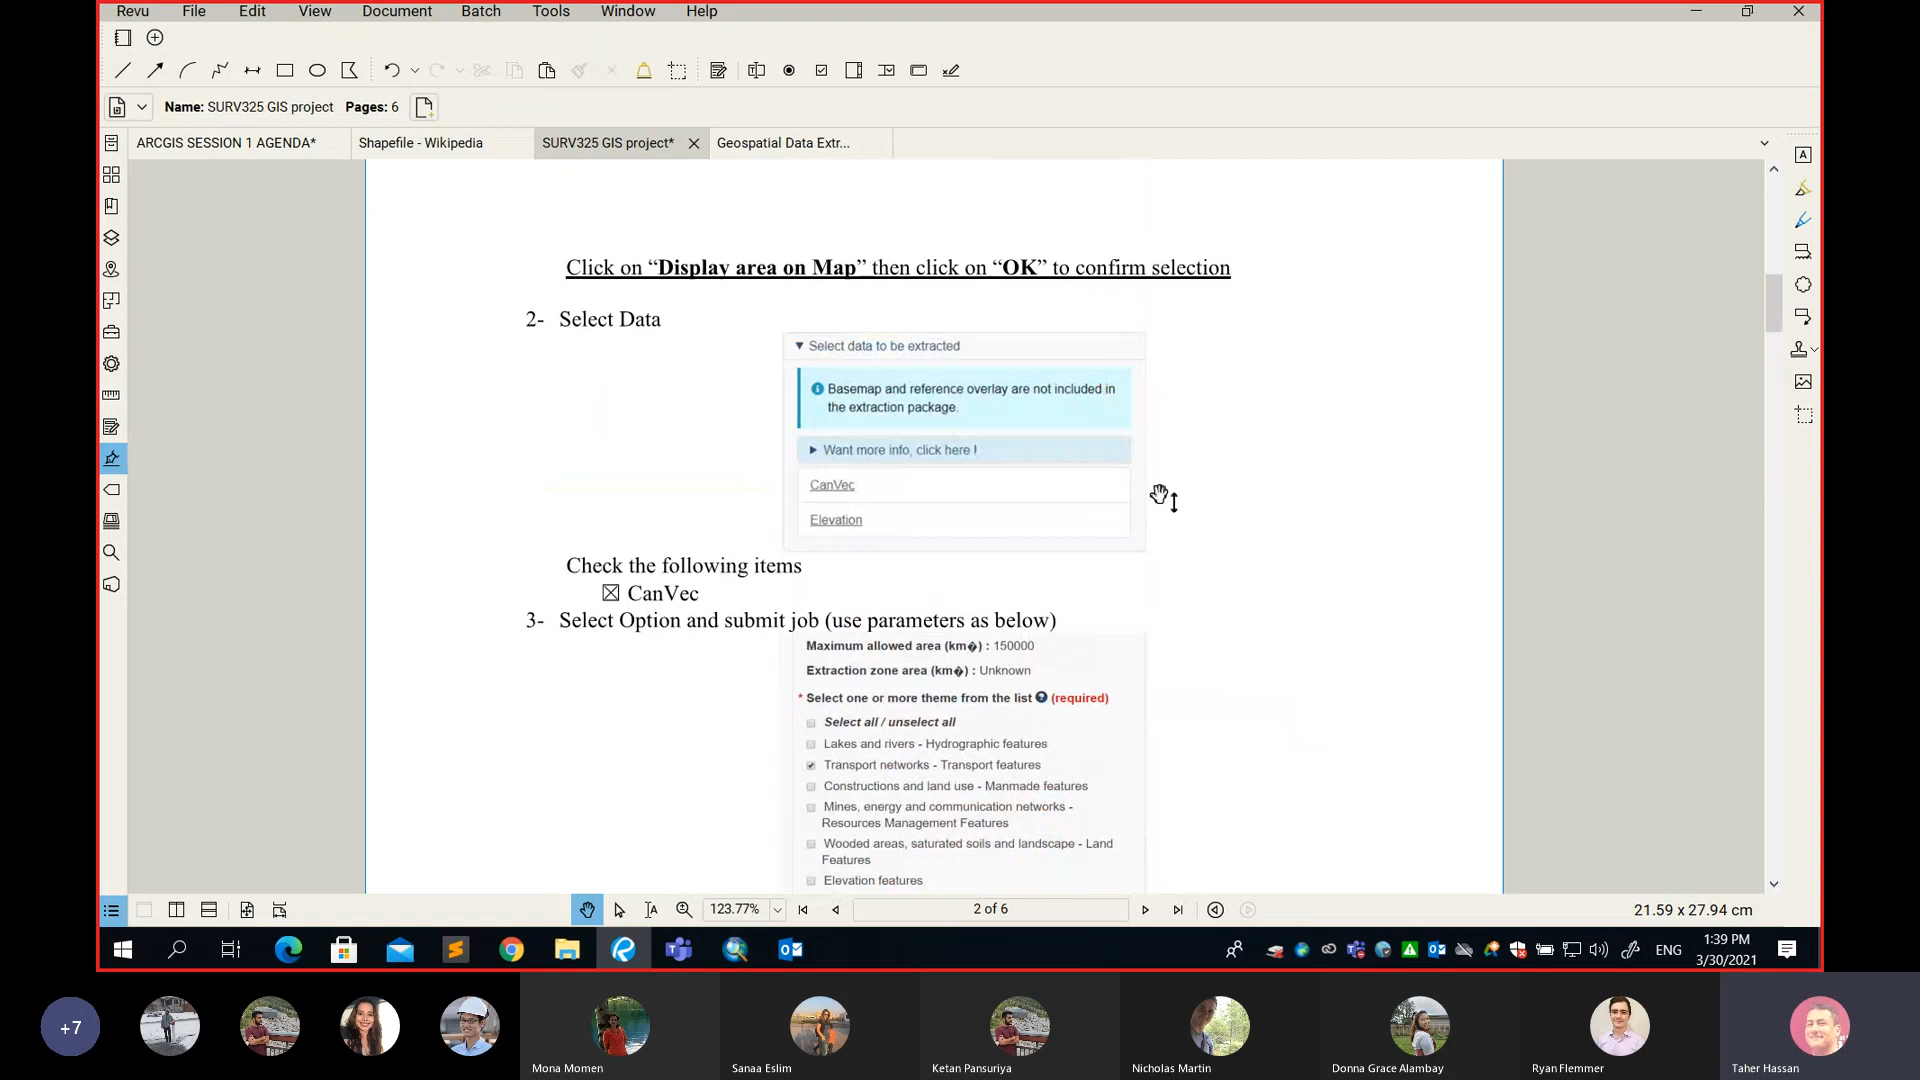 Revu File Edit View Document Batch Tools Window Help
Name: SURV325 GIS project Pages: 6
ARCGIS SESSION 1 AGENDA* Shapefile - Wikipedia SURV325 GIS project* Geospatial Data Extr...
Click on “Display area on Map” then click on “OK” to confirm selection
2- Select Data
Select data to be extracted
Basemap and reference overlay are not included in
the extraction package.
Want more info, click here !
CanVec
Elevation
Check the following items
☒ CanVec
3- Select Option and submit job (use parameters as below)
Maximum allowed area (km�) : 150000
Extraction zone area (km�) : Unknown
* Select one or more theme from the list (required)
Select all / unselect all
Lakes and rivers - Hydrographic features
Transport networks - Transport features
Constructions and land use - Manmade features
Mines, energy and communication networks -
Resources Management Features
Wooded areas, saturated soils and landscape - Land
Features
Elevation features
123.77% 2 of 6 21.59 x 27.94 cm
ENG 1:39 PM
3/30/2021
+7
Mona Momen Sanaa Eslim Ketan Pansuriya Nicholas Martin Donna Grace Alambay Ryan Flemmer Taher Hassan